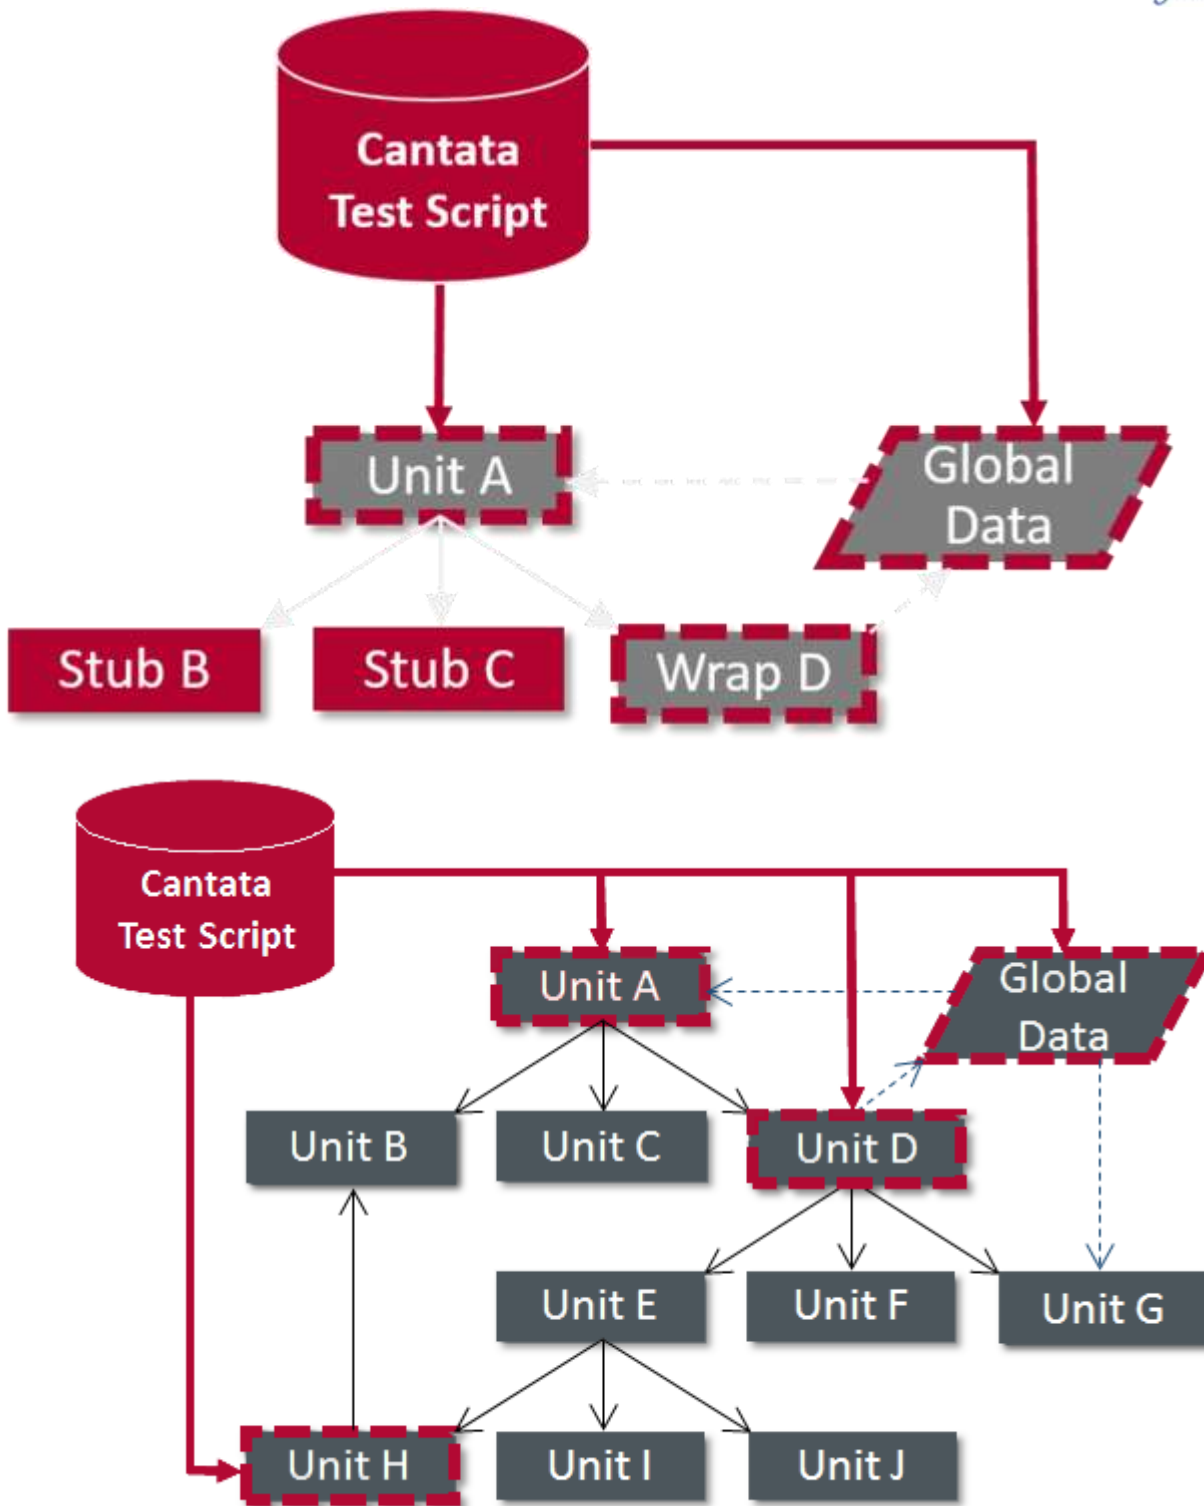 Cantata
Test Script
Unit A
Global
Data
Stub B
Stub C
Wrap D
Cantata
Test Script
Unit A
Global
Data
Unit B
Unit C
Unit D
Unit E
Unit F
Unit G
Unit H
Unit I
Unit J